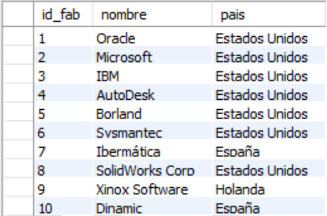 id_fab nombre pais
1 Oracle Estados Unidos
2 Microsoft Estados Unidos
3 IBM Estados Unidos
4 AutoDesk Estados Unidos
5 Borland Estados Unidos
6 Sysmantec Estados Unidos
7 Ibermática España
8 SolidWorks Corp Estados Unidos
9 Xinox Software Holanda
10 Dinamic España